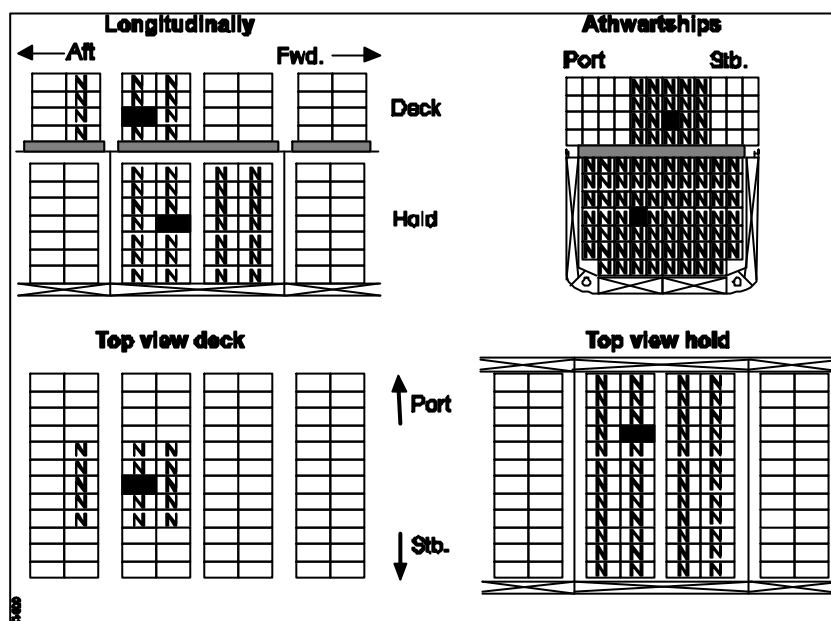 Longitudinally
Athwartships
Aft
Fwd.
Port
Stb.
Deck
Hold
Top view deck
Top view hold
Port
Stb.